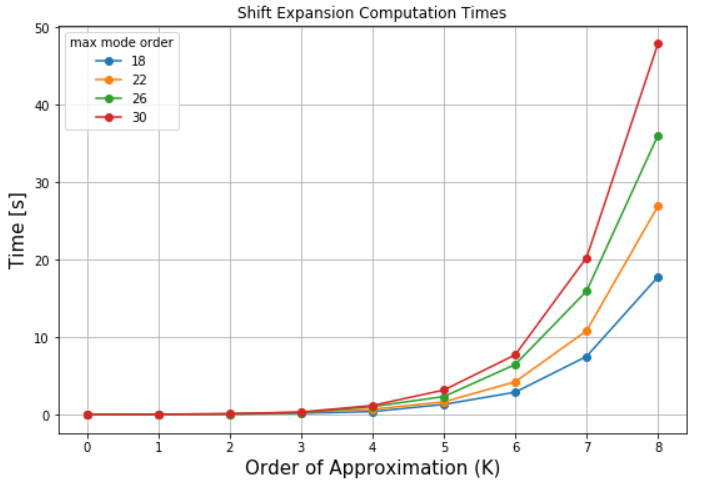 Shift Expansion Computation Times
max mode order
18
22
26
30
Time [s]
50
40
30
20
10
0
0 1 2 3 4 5 6 7 8
Order of Approximation (K)